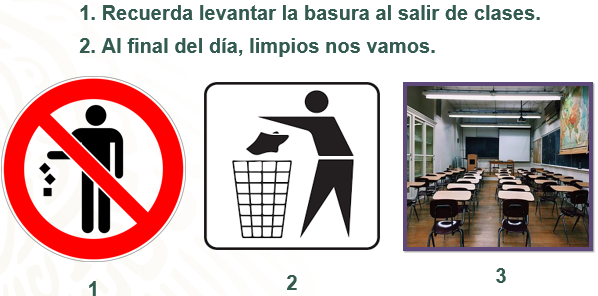 1. Recuerda levantar la basura al salir de clases.
2. Al final del día, limpios nos vamos.
1
2
3